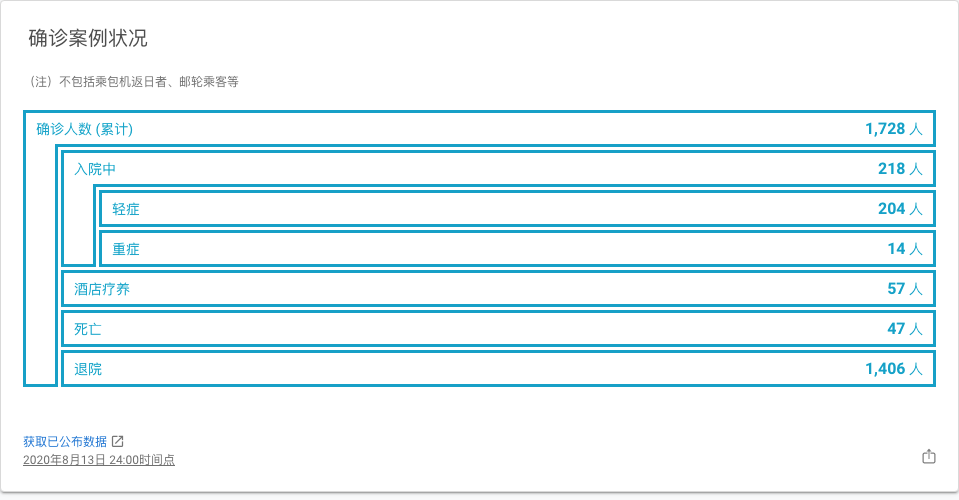 确诊案例状况
（注）不包括乘包机返日者、邮轮乘客等
确诊人数 (累计) 1,728 人
入院中 218 人
轻症 204 人
重症 14 人
酒店疗养 57 人
死亡 47 人
退院 1,406 人
获取已公布数据
2020年8月13日 24:00时间点